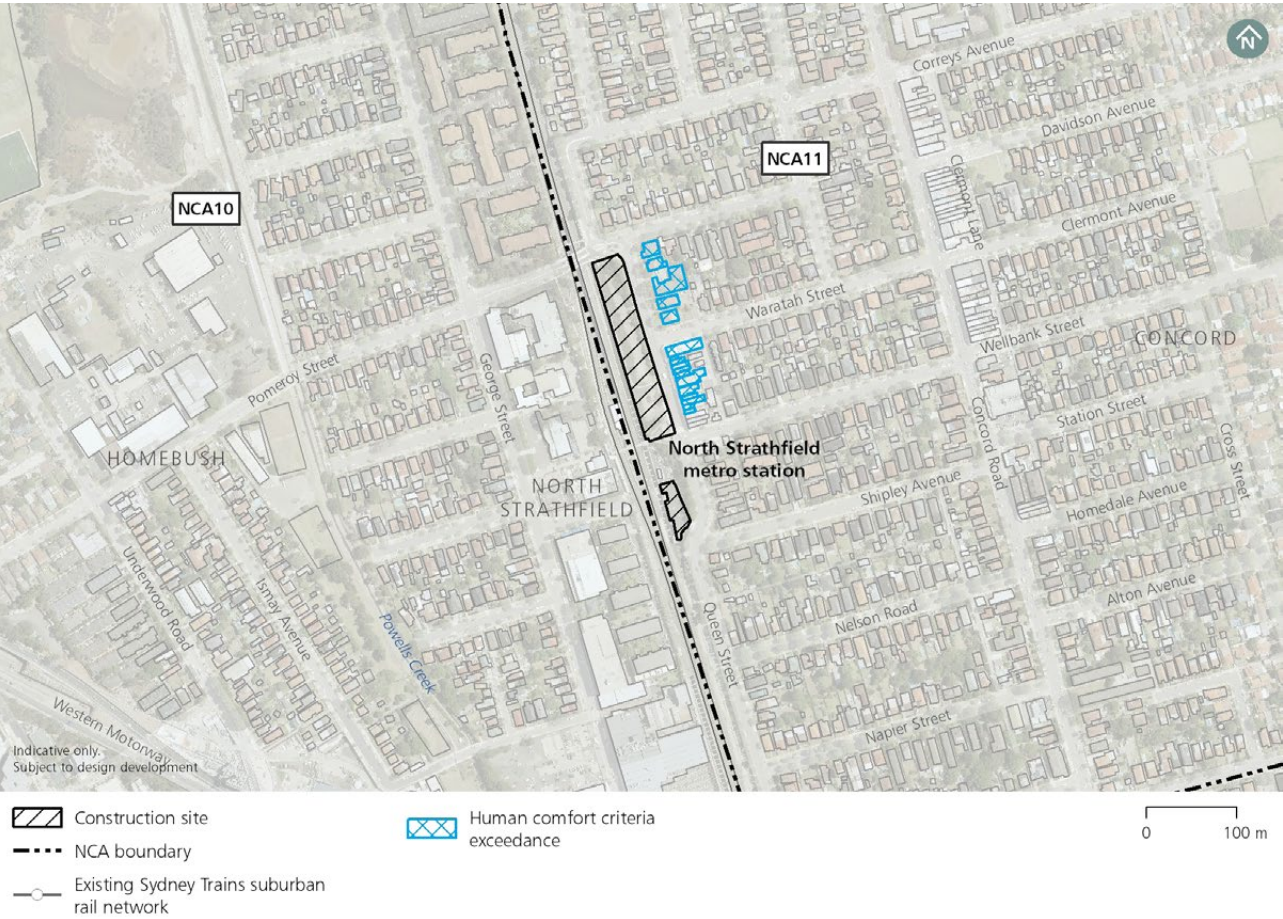 N
Correys Avenue
Davidson Avenue
NCA11
Clermont Lane
NCA10
Clermont Avenue
Waratah Street
Wellbank Street
CONCORD
Pomeroy Street
George Street
Station Street
Concord Road
Cross Street
HOMEBUSH
North Strathfield
metro station
NORTH
STRATHFIELD
Shipley Avenue
Homedale Avenue
Underwood Road
Ismay Avenue
Alton Avenue
Nelson Road
Queen Street
Powells Creek
Napier Street
Western Motorway
Indicative only.
Subject to design development
Construction site
NCA boundary
Existing Sydney Trains suburban
rail network
Human comfort criteria
exceedance
0 100 m